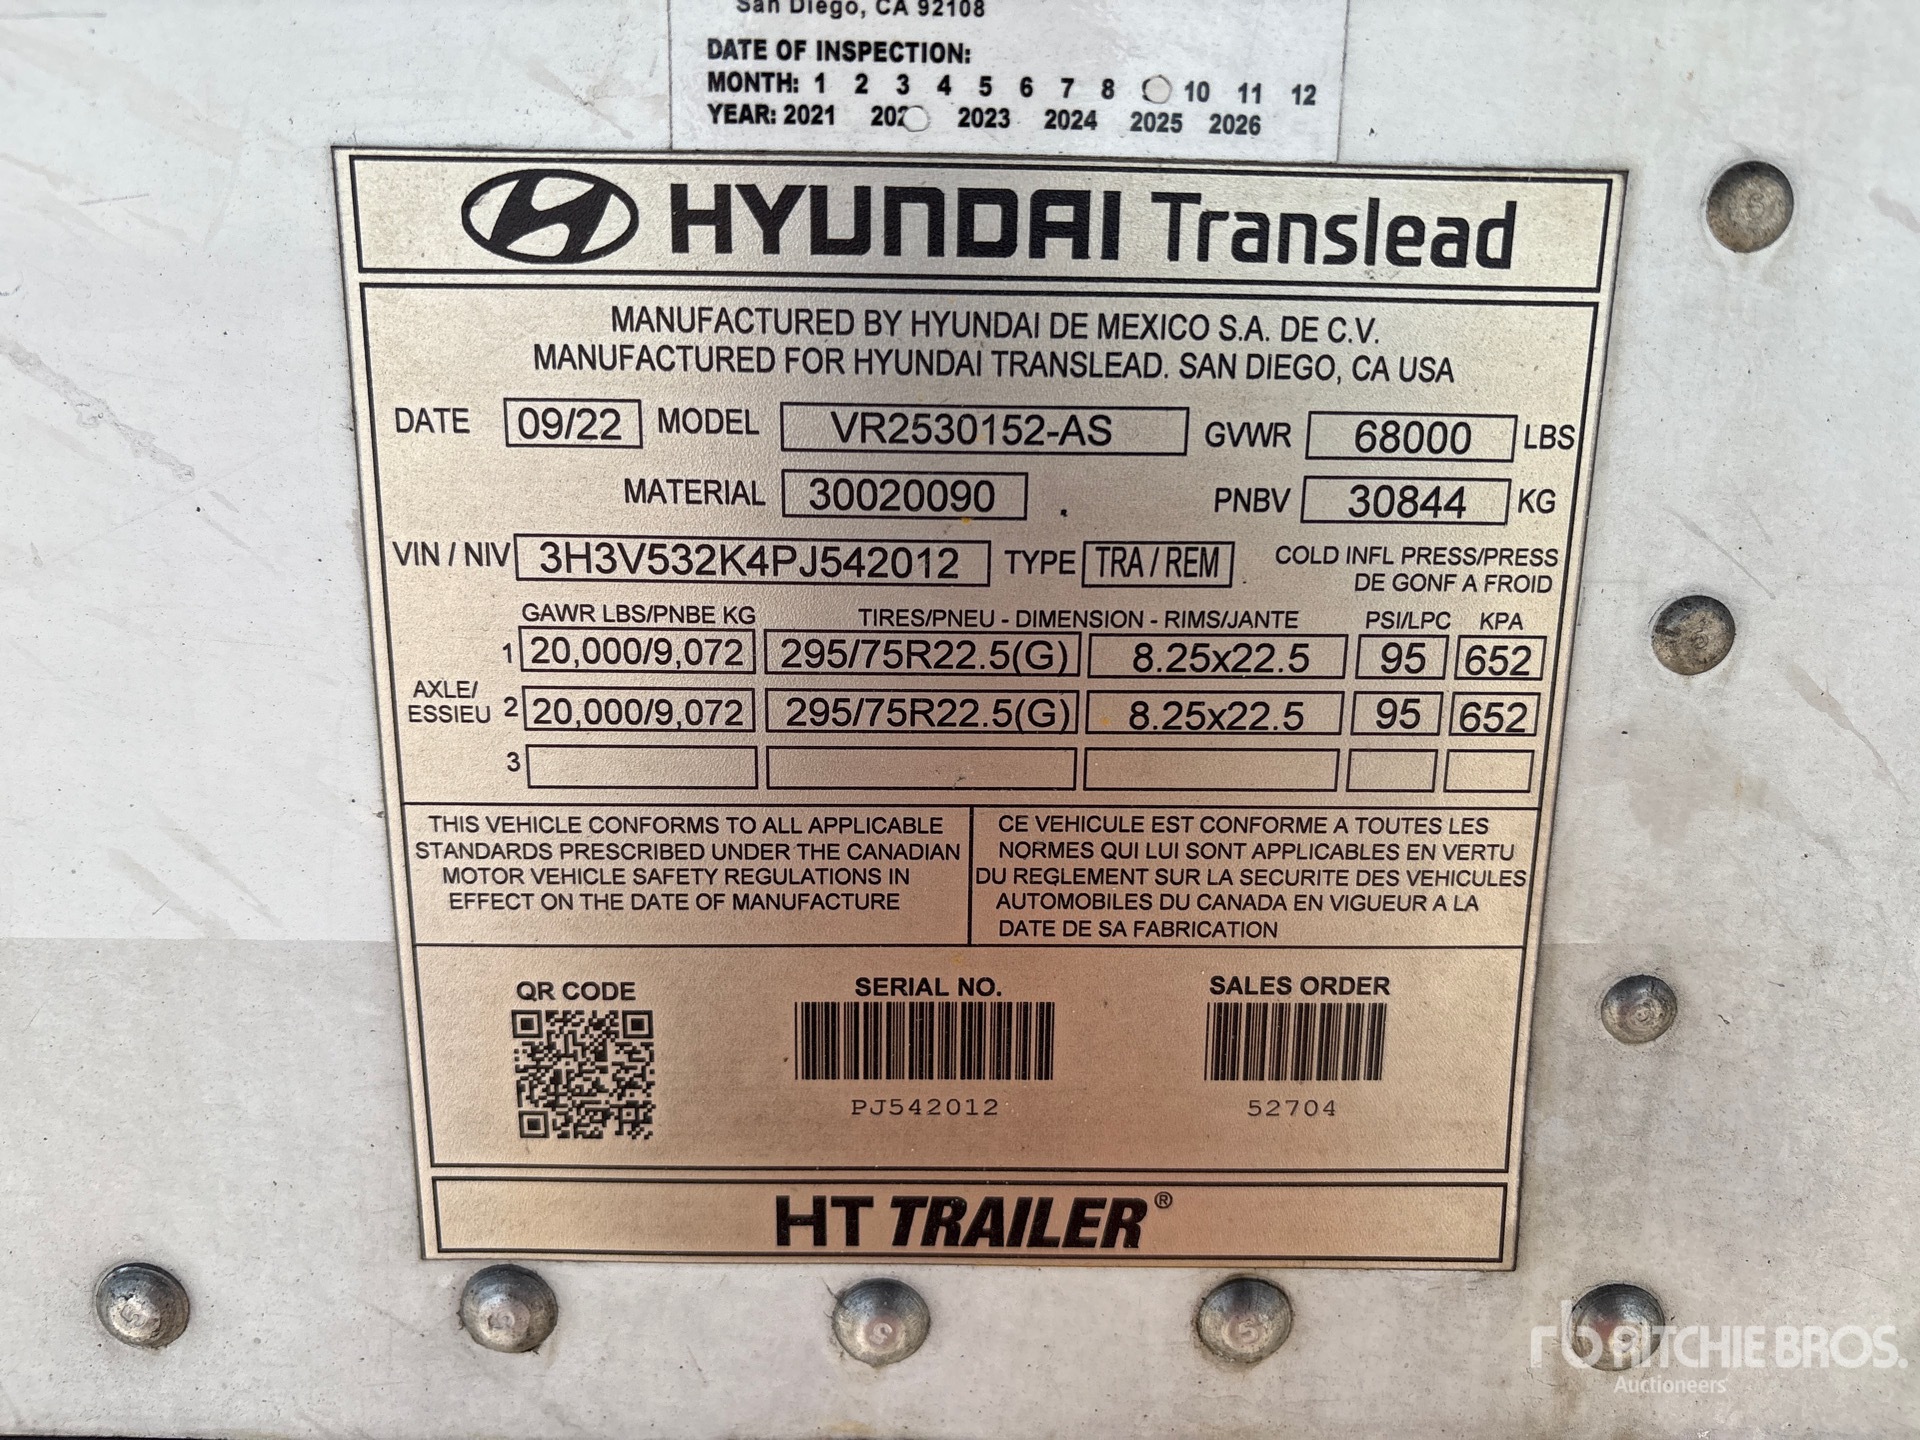 San Diego, CA 92108
DATE OF INSPECTION:
MONTH: 1 2 3 4 5 6 7 8 10 11 12
YEAR: 2021 202 2023 2024 2025 2026
HYUNDAI Translead
MANUFACTURED BY HYUNDAI DE MEXICO S.A. DE C.V.
MANUFACTURED FOR HYUNDAI TRANSLEAD. SAN DIEGO, CA USA
DATE 09/22 MODEL VR2530152-AS GVWR 68000 LBS
MATERIAL 30020090 PNBV 30844 KG
VIN / NIV 3H3V532K4PJ542012 TYPE TRA / REM COLD INFL PRESS/PRESS
DE GONF A FROID
GAWR LBS/PNBE KG TIRES/PNEU - DIMENSION - RIMS/JANTE PSI/LPC KPA
1 20,000/9,072 295/75R22.5(G) 8.25x22.5 95 652
AXLE/
ESSIEU 2 20,000/9,072 295/75R22.5(G) 8.25x22.5 95 652
3
THIS VEHICLE CONFORMS TO ALL APPLICABLE
STANDARDS PRESCRIBED UNDER THE CANADIAN
MOTOR VEHICLE SAFETY REGULATIONS IN
EFFECT ON THE DATE OF MANUFACTURE
CE VEHICULE EST CONFORME A TOUTES LES
NORMES QUI LUI SONT APPLICABLES EN VERTU
DU REGLEMENT SUR LA SECURITE DES VEHICULES
AUTOMOBILES DU CANADA EN VIGUEUR A LA
DATE DE SA FABRICATION
QR CODE SERIAL NO. SALES ORDER
PJ542012 52704
HT TRAILER®
rb RITCHIE BROS.
Auctioneers